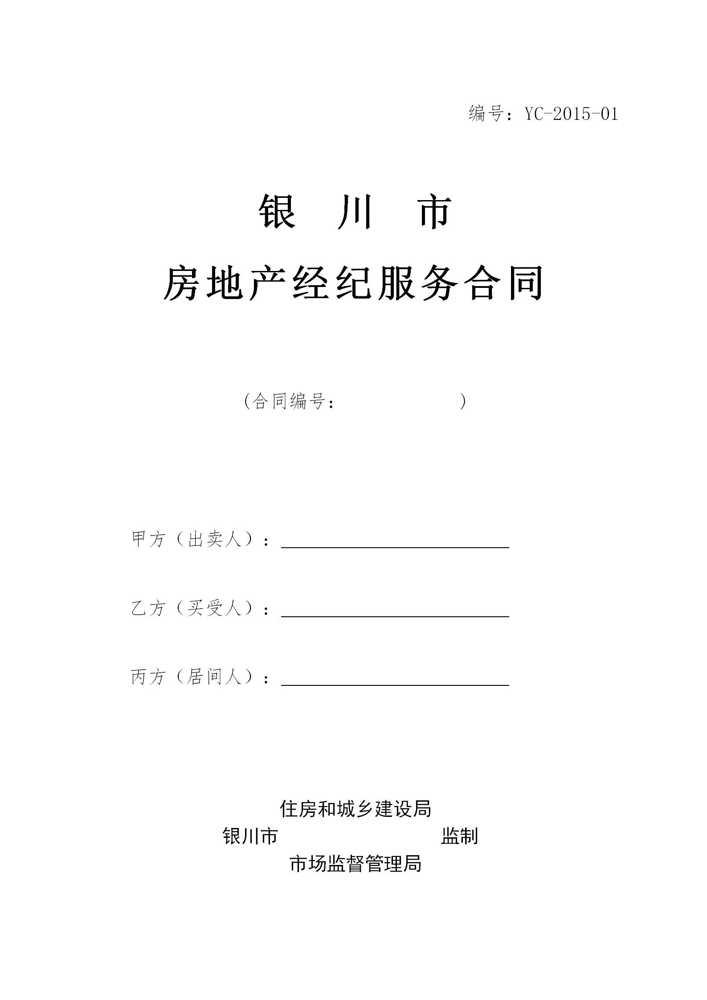 编号：YC-2015-01
银 川 市
房地产经纪服务合同
(合同编号： )
甲方（出卖人）：
乙方（买受人）：
丙方（居间人）：
住房和城乡建设局
银川市 监制
市场监督管理局